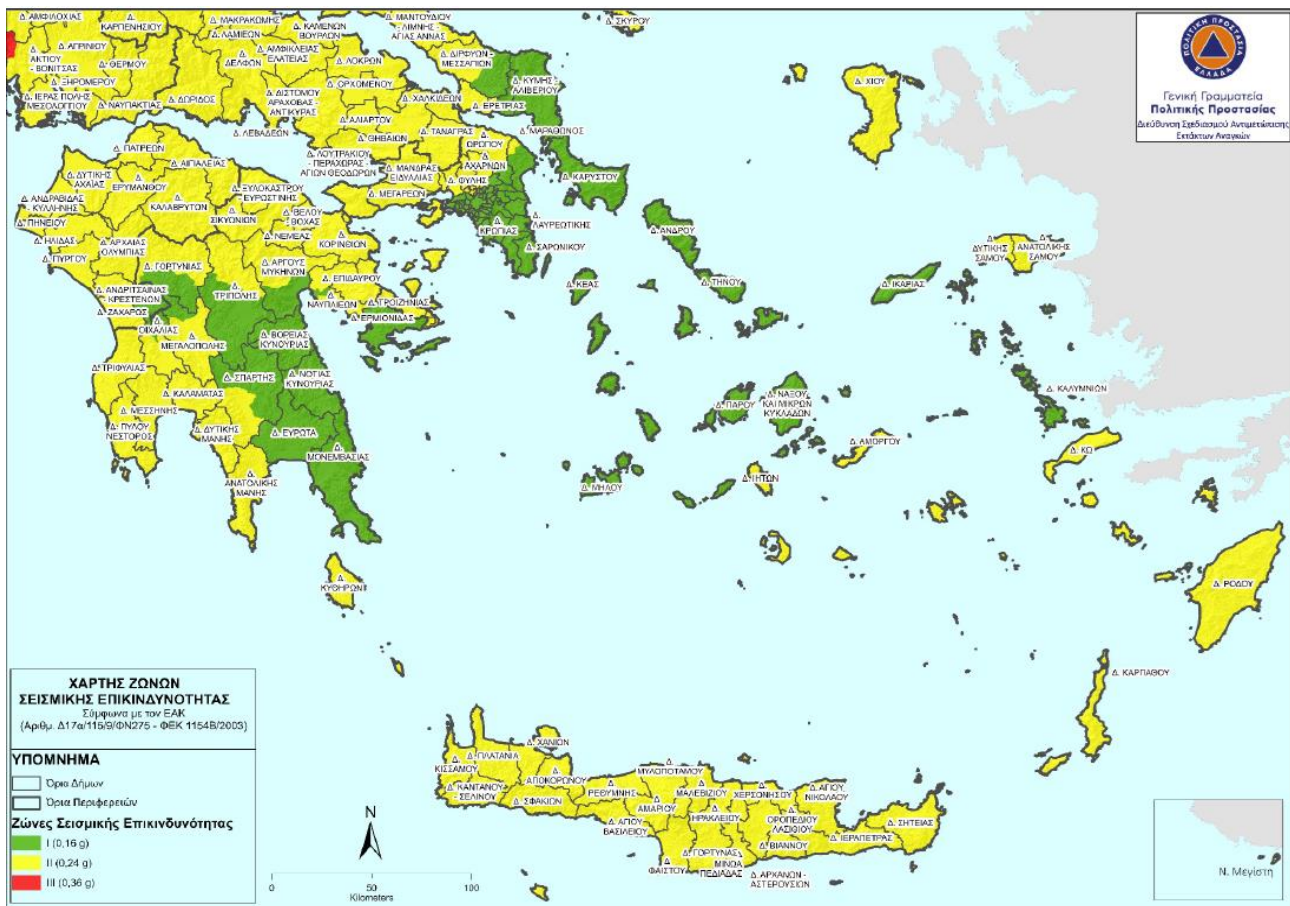 Δ. ΑΜΦΙΛΟΧΙΑΣ
Δ. ΚΑΡΠΕΝΗΣΙΟΥ
Δ. ΜΑΚΡΑΚΩΜΗΣ
Δ. ΛΑΜΙΕΩΝ
Δ. ΚΑΜΕΝΩΝ ΒΟΥΡΛΩΝ
Δ. ΜΑΝΤΟΥΔΙΟΥ
- ΛΙΜΝΗΣ -
ΑΓΙΑΣ ΑΝΝΑΣ
Δ. ΣΚΥΡΟΥ
Δ. ΑΓΡΙΝΙΟΥ
Δ. ΑΚΤΙΟΥ - ΒΟΝΙΤΣΑΣ
Δ. ΘΕΡΜΟΥ
Δ. ΔΕΛΦΩΝ
Δ. ΑΜΦΙΚΛΕΙΑΣ ΕΛΑΤΕΙΑΣ
Δ. ΛΟΚΡΩΝ
Δ. ΔΙΡΦΥΩΝ - ΜΕΣΣΑΠΙΩΝ
Δ. ΚΥΜΗΣ - ΑΛΙΒΕΡΙΟΥ
Δ. ΧΙΟΥ
Δ. ΞΗΡΟΜΕΡΟΥ
Δ. ΙΕΡΑΣ ΠΟΛΗΣ ΜΕΣΟΛΟΓΓΙΟΥ
Δ. ΝΑΥΠΑΚΤΙΑΣ
Δ. ΔΩΡΙΔΟΣ
Δ. ΔΙΣΤΟΜΟΥ
ΑΡΑΧΟΒΑΣ -
ΑΝΤΙΚΥΡΑΣ
Δ. ΟΡΧΟΜΕΝΟΥ
Δ. ΧΑΛΚΙΔΕΩΝ
Δ. ΕΡΕΤΡΙΑΣ
Δ. ΑΛΙΑΡΤΟΥ
Δ. ΛΕΒΑΔΕΩΝ
Δ. ΘΗΒΑΙΩΝ
Δ. ΤΑΝΑΓΡΑΣ
Δ. ΩΡΩΠΟΥ
Δ. ΜΑΡΑΘΩΝΟΣ
Δ. ΠΑΤΡΕΩΝ
Δ. ΑΙΓΙΑΛΕΙΑΣ
Δ. ΛΟΥΤΡΑΚΙΟΥ
- ΠΕΡΑΧΩΡΑΣ -
ΑΓΙΩΝ ΘΕΟΔΩΡΩΝ
Δ. ΜΑΝΔΡΑΣ - ΕΙΔΥΛΛΙΑΣ
Δ. ΑΧΑΡΝΩΝ
Δ. ΦΥΛΗΣ
Δ. ΚΑΡΥΣΤΟΥ
Δ. ΔΥΤΙΚΗΣ ΑΧΑΪΑΣ
Δ. ΕΡΥΜΑΝΘΟΥ
Δ. ΚΑΛΑΒΡΥΤΩΝ
Δ. ΞΥΛΟΚΑΣΤΡΟΥ - ΕΥΡΩΣΤΙΝΗΣ
Δ. ΜΕΓΑΡΕΩΝ
Δ. ΑΝΔΡΑΒΙΔΑΣ - ΚΥΛΛΗΝΗΣ
Δ. ΠΗΝΕΙΟΥ
Δ. ΣΙΚΥΩΝΙΩΝ
Δ. ΒΕΛΟΥ - ΒΟΧΑΣ
Δ. ΝΕΜΕΑΣ
Δ. ΚΟΡΙΝΘΙΩΝ
Δ. ΚΡΩΠΙΑΣ
Δ. ΛΑΥΡΕΩΤΙΚΗΣ
Δ. ΣΑΡΩΝΙΚΟΥ
Δ. ΑΝΔΡΟΥ
Δ. ΔΥΤΙΚΗΣ ΣΑΜΟΥ
Δ. ΑΝΑΤΟΛΙΚΗΣ ΣΑΜΟΥ
Δ. ΗΛΙΔΑΣ
Δ. ΠΥΡΓΟΥ
Δ. ΑΡΧΑΙΑΣ ΟΛΥΜΠΙΑΣ
Δ. ΓΟΡΤΥΝΙΑΣ
Δ. ΑΡΓΟΥΣ ΜΥΚΗΝΩΝ
Δ. ΕΠΙΔΑΥΡΟΥ
Δ. ΚΕΑΣ
Δ. ΤΗΝΟΥ
Δ. ΙΚΑΡΙΑΣ
Δ. ΑΝΔΡΙΤΣΑΙΝΑΣ - ΚΡΕΣΤΕΝΩΝ
Δ. ΖΑΧΑΡΩΣ
Δ. ΤΡΙΠΟΛΗΣ
Δ. ΝΑΥΠΛΙΕΩΝ
Δ. ΤΡΟΙΖΗΝΙΑΣ
Δ. ΕΡΜΙΟΝΙΔΑΣ
Δ. ΟΙΧΑΛΙΑΣ
Δ. ΜΕΓΑΛΟΠΟΛΗΣ
Δ. ΒΟΡΕΙΑΣ ΚΥΝΟΥΡΙΑΣ
Δ. ΤΡΙΦΥΛΙΑΣ
Δ. ΣΠΑΡΤΗΣ
Δ. ΝΟΤΙΑΣ ΚΥΝΟΥΡΙΑΣ
Δ. ΚΑΛΑΜΑΤΑΣ
Δ. ΠΑΡΟΥ
Δ. ΝΑΞΟΥ
ΚΑΙ ΜΙΚΡΩΝ
ΚΥΚΛΑΔΩΝ
Δ. ΚΑΛΥΜΝΙΩΝ
Δ. ΜΕΣΣΗΝΗΣ
Δ. ΠΥΛΟΥ ΝΕΣΤΟΡΟΣ
Δ. ΔΥΤΙΚΗΣ ΜΑΝΗΣ
Δ. ΕΥΡΩΤΑ
Δ. ΜΟΝΕΜΒΑΣΙΑΣ
Δ. ΑΜΟΡΓΟΥ
Δ. ΚΩ
Δ. ΑΝΑΤΟΛΙΚΗΣ ΜΑΝΗΣ
Δ. ΜΗΛΟΥ
Δ. ΙΗΤΩΝ
Δ. ΚΥΘΗΡΩΝ
Δ. ΡΟΔΟΥ
Δ. ΚΑΡΠΑΘΟΥ
Δ. ΧΑΝΙΩΝ
Δ. ΠΛΑΤΑΝΙΑ
Δ. ΚΙΣΣΑΜΟΥ
Δ. ΑΠΟΚΟΡΩΝΟΥ
Δ. ΚΑΝΤΑΝΟΥ - ΣΕΛΙΝΟΥ
Δ. ΣΦΑΚΙΩΝ
Δ. ΡΕΘΥΜΝΗΣ
Δ. ΜΥΛΟΠΟΤΑΜΟΥ
Δ. ΜΑΛΕΒΙΖΙΟΥ
Δ. ΧΕΡΣΟΝΗΣΟΥ
Δ. ΑΓΙΟΥ ΝΙΚΟΛΑΟΥ
Δ. ΑΜΑΡΙΟΥ
Δ. ΗΡΑΚΛΕΙΟΥ
Δ. ΟΡΟΠΕΔΙΟΥ ΛΑΣΙΘΙΟΥ
Δ. ΣΗΤΕΙΑΣ
Δ. ΑΓΙΟΥ ΒΑΣΙΛΕΙΟΥ
Δ. ΙΕΡΑΠΕΤΡΑΣ
Δ. ΒΙΑΝΝΟΥ
Δ. ΓΟΡΤΥΝΑΣ
Δ. ΦΑΙΣΤΟΥ
ΜΙΝΩΑ ΠΕΔΙΑΔΑΣ
Δ. ΑΡΧΑΝΩΝ - ΑΣΤΕΡΟΥΣΙΩΝ
ΠΟΛΙΤΙΚΗ ΠΡΟΣΤΑΣΙΑ
ΕΛΛΑΔΑ
Γενική Γραμματεία
Πολιτικής Προστασίας
Διεύθυνση Σχεδιασμού Αντιμετώπισης
Εκτάκτων Αναγκών
ΧΑΡΤΗΣ ΖΩΝΩΝ
ΣΕΙΣΜΙΚΗΣ ΕΠΙΚΙΝΔΥΝΟΤΗΤΑΣ
Σύμφωνα με τον ΕΑΚ
(Αριθμ. Δ17α/115/9/ΦΝ275 - ΦΕΚ 1154Β/2003)
ΥΠΟΜΝΗΜΑ
Όρια Δήμων
Όρια Περιφερειών
Ζώνες Σεισμικής Επικινδυνότητας
I (0,16 g)
II (0,24 g)
III (0,36 g)
N
0 50 100
Kilometers
Ν. Μεγίστη